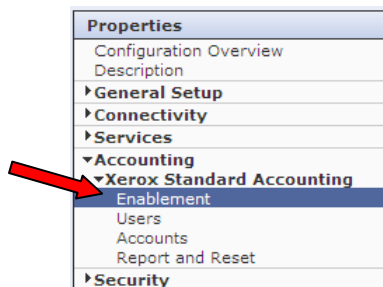 Properties
Configuration Overview
Description
General Setup
Connectivity
Services
Accounting
Xerox Standard Accounting
Enablement
Users
Accounts
Report and Reset
Security